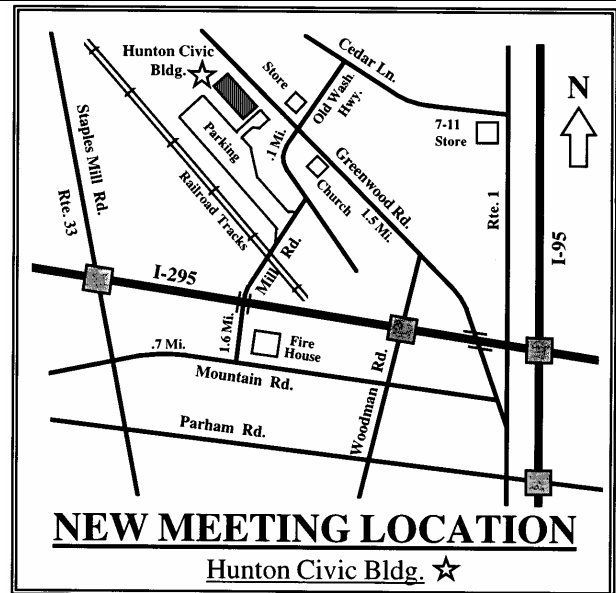 Hunton Civic
Bldg.
Store
Cedar Ln.
Old Wash.
Hwy.
N
7-11
Store
Staples Mill Rd.
Rte. 33
Parking
.1 Mi.
Church
Greenwood Rd.
1.5 Mi.
Rte. 1
I-95
Railroad Tracks
Mill Rd.
I-295
1.6 Mi.
Fire
House
.7 Mi.
Mountain Rd.
Woodman Rd.
Parham Rd.
NEW MEETING LOCATION
Hunton Civic Bldg.